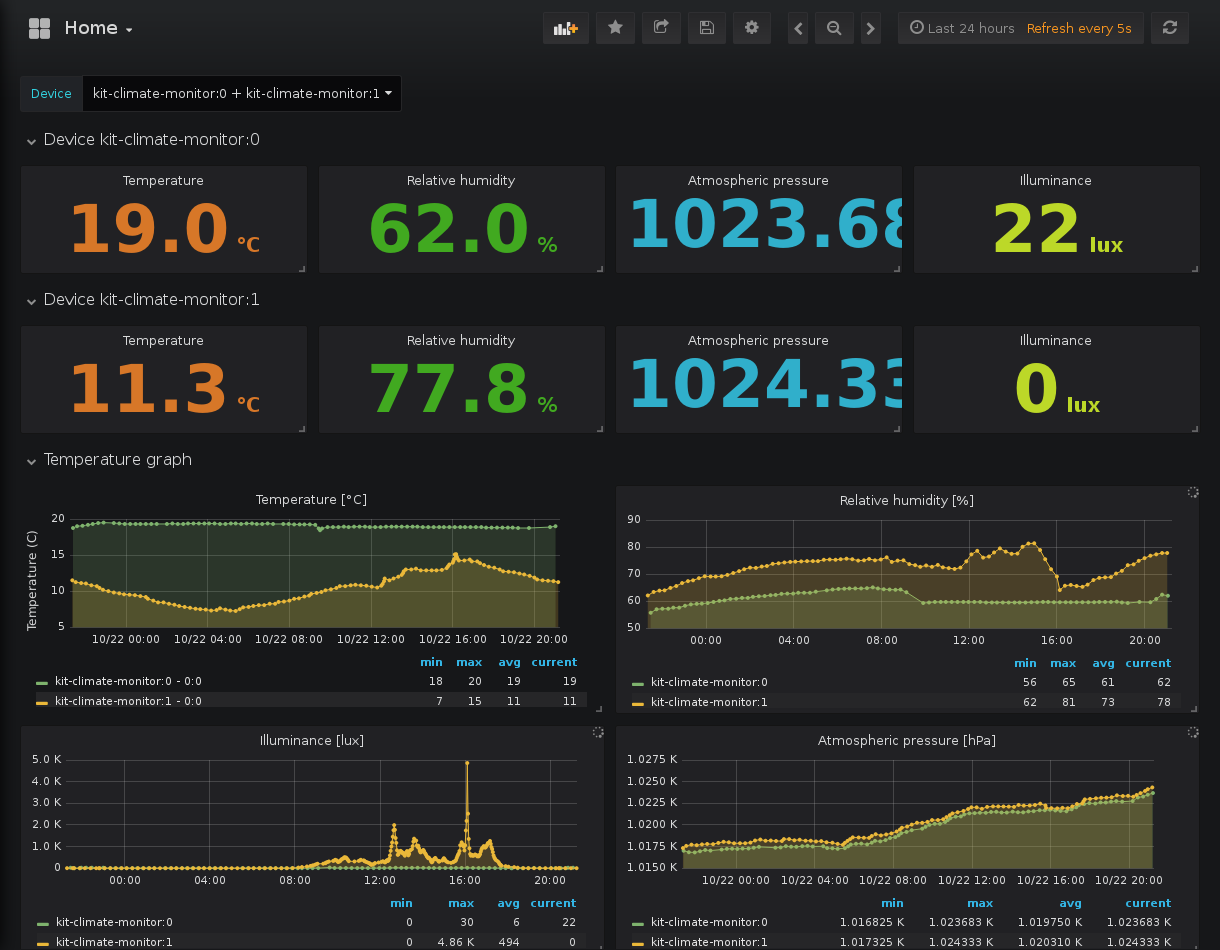 Home
Last 24 hours Refresh every 5s
Device kit-climate-monitor:0 + kit-climate-monitor:1
Device kit-climate-monitor:0
Temperature Relative humidity Atmospheric pressure Illuminance
19.0 °C 62.0 % 1023.68 22 lux
Device kit-climate-monitor:1
Temperature Relative humidity Atmospheric pressure Illuminance
11.3 °C 77.8 % 1024.33 0 lux
Temperature graph
Temperature [°C]
Temperature (C)
20
15
10
5
10/22 00:00 10/22 04:00 10/22 08:00 10/22 12:00 10/22 16:00 10/22 20:00
min max avg current
kit-climate-monitor:0 - 0:0 18 20 19 19
kit-climate-monitor:1 - 0:0 7 15 11 11
Relative humidity [%]
90
80
70
60
50
00:00 04:00 08:00 12:00 16:00 20:00
min max avg current
kit-climate-monitor:0 56 65 61 62
kit-climate-monitor:1 62 81 73 78
Illuminance [lux]
5.0 K
4.0 K
3.0 K
2.0 K
1.0 K
0
00:00 04:00 08:00 12:00 16:00 20:00
min max avg current
kit-climate-monitor:0 0 30 6 22
kit-climate-monitor:1 0 4.86 K 494 0
Atmospheric pressure [hPa]
1.0275 K
1.0250 K
1.0225 K
1.0200 K
1.0175 K
1.0150 K
10/22 00:00 10/22 04:00 10/22 08:00 10/22 12:00 10/22 16:00 10/22 20:00
min max avg current
kit-climate-monitor:0 1.016825 K 1.023683 K 1.019750 K 1.023683 K
kit-climate-monitor:1 1.017325 K 1.024333 K 1.020310 K 1.024333 K